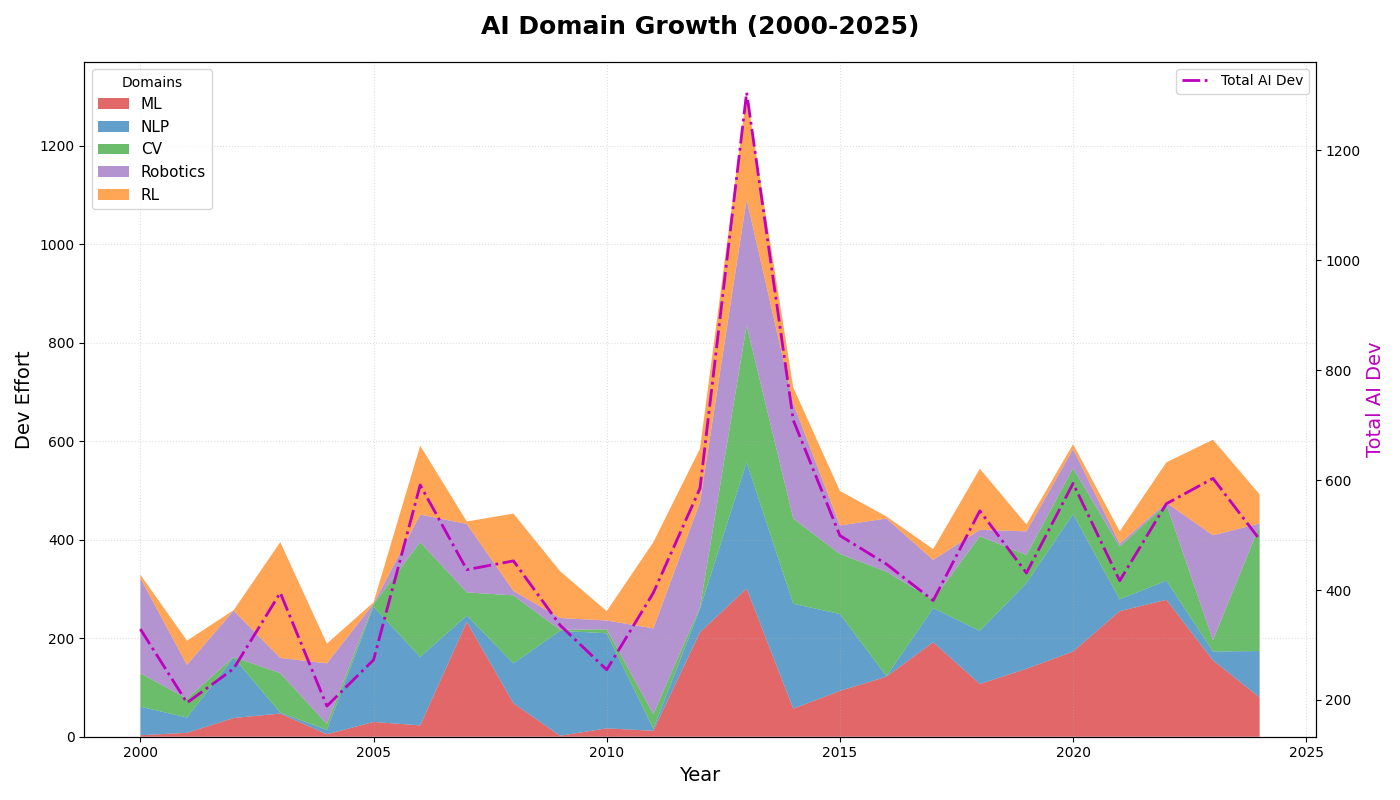 AI Domain Growth (2000-2025)
Domains
ML
NLP
CV
Robotics
RL
Total AI Dev
1200
1000
800
600
400
200
0
Dev Effort
1200
1000
800
600
400
200
Total AI Dev
2000
2005
2010
2015
2020
2025
Year